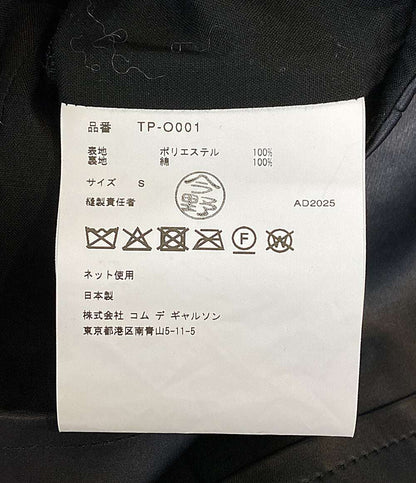 品番 TP-O001
表地 ポリエステル 100%
裏地 綿 100%
サイズ S
縫製責任者 今野 AD2025
F W
ネット使用
日本製
株式会社 コム デ ギャルソン
東京都港区南青山5-11-5